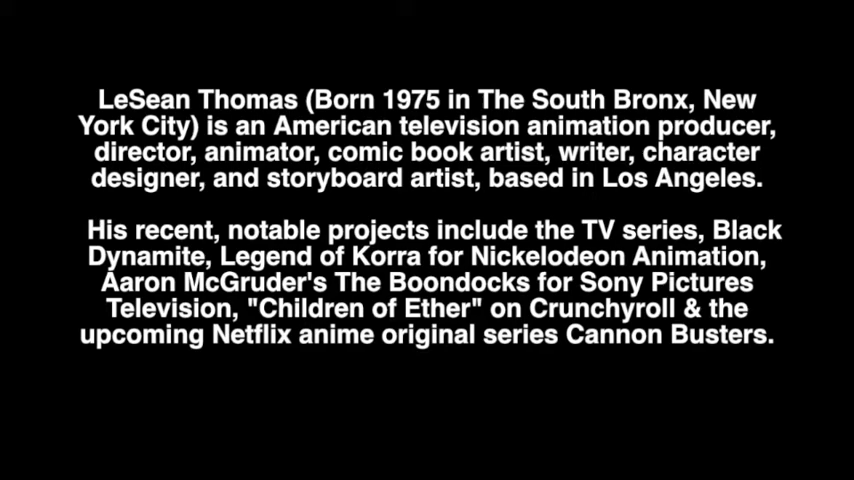 LeSean Thomas (Born 1975 in The South Bronx, New
York City) is an American television animation producer,
director, animator, comic book artist, writer, character
designer, and storyboard artist, based in Los Angeles.
His recent, notable projects include the TV series, Black
Dynamite, Legend of Korra for Nickelodeon Animation,
Aaron McGruder's The Boondocks for Sony Pictures
Television, "Children of Ether" on Crunchyroll & the
upcoming Netflix anime original series Cannon Busters.